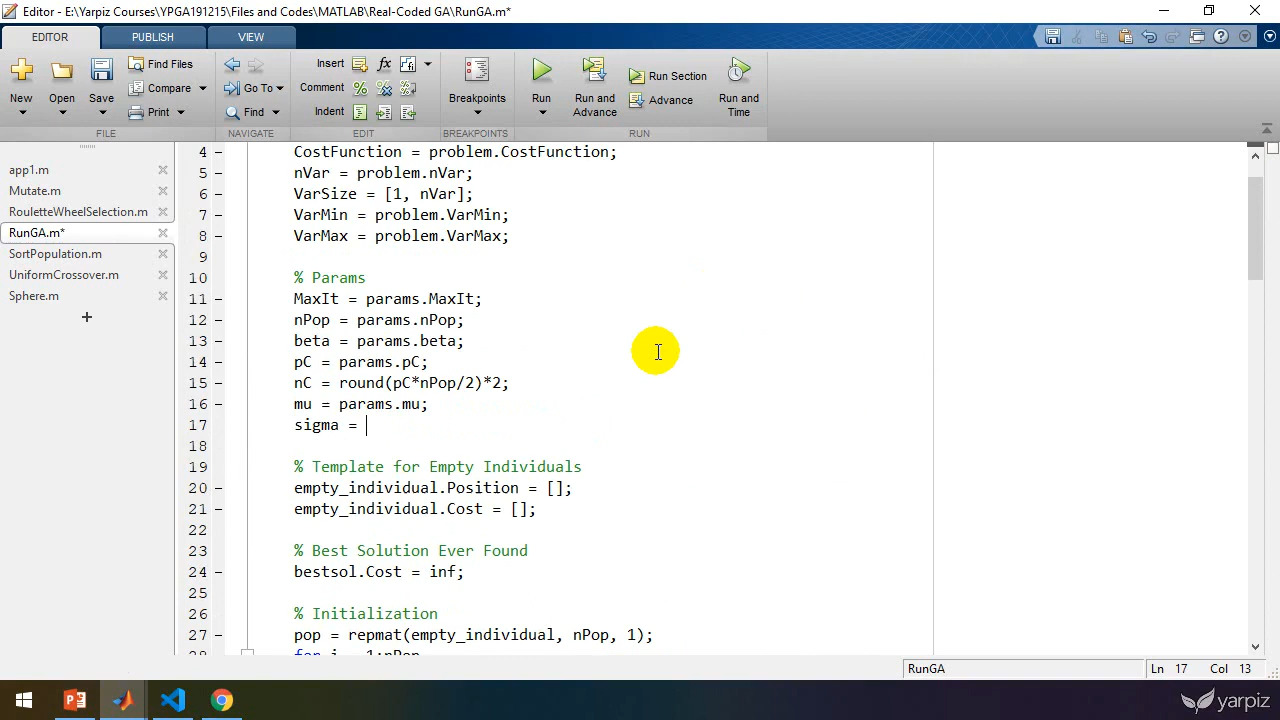 Editor - E:\Yarpiz Courses\YPGA191215\Files and Codes\MATLAB\Real-Coded GA\RunGA.m*
EDITOR PUBLISH VIEW
New Open Save Find Files Compare Print
Go To Find
Insert Comment Indent
Breakpoints
Run Run and Advance Run Section Advance Run and Time
FILE NAVIGATE EDIT BREAKPOINTS RUN
app1.m
Mutate.m
RouletteWheelSelection.m
RunGA.m*
SortPopulation.m
UniformCrossover.m
Sphere.m
4 – CostFunction = problem.CostFunction;
5 – nVar = problem.nVar;
6 – VarSize = [1, nVar];
7 – VarMin = problem.VarMin;
8 – VarMax = problem.VarMax;
9
10 % Params
11 – MaxIt = params.MaxIt;
12 – nPop = params.nPop;
13 – beta = params.beta;
14 – pC = params.pC;
15 – nC = round(pC*nPop/2)*2;
16 – mu = params.mu;
17 – sigma =
18
19 % Template for Empty Individuals
20 – empty_individual.Position = [];
21 – empty_individual.Cost = [];
22
23 % Best Solution Ever Found
24 – bestsol.Cost = inf;
25
26 % Initialization
27 – pop = repmat(empty_individual, nPop, 1);
28 – for i = 1:nPop
RunGA Ln 17 Col 13
yarpiz